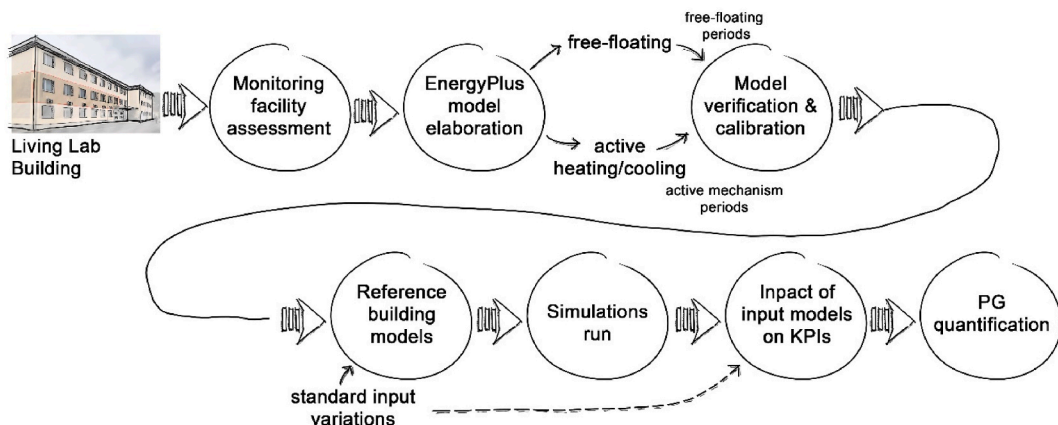 Living Lab
Building
Monitoring
facility
assessment
EnergyPlus
model
elaboration
free-floating
active
heating/cooling
free-floating
periods
active mechanism
periods
Model
verification &
calibration
Reference
building
models
standard input
variations
Simulations
run
Inpact of
input models
on KPIs
PG
quantification